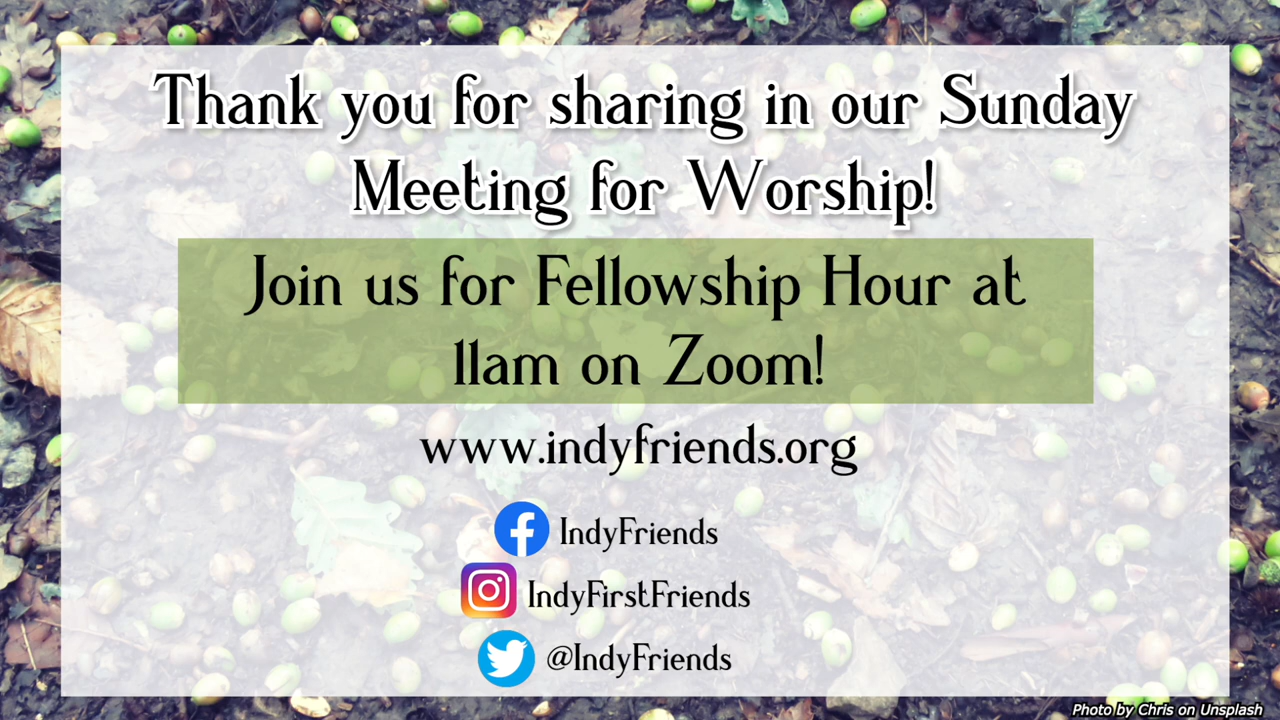 Thank you for sharing in our Sunday
Meeting for Worship!
Join us for Fellowship Hour at
11am on Zoom!
www.indyfriends.org
IndyFriends
IndyFirstFriends
@IndyFriends
Photo by Chris on Unsplash